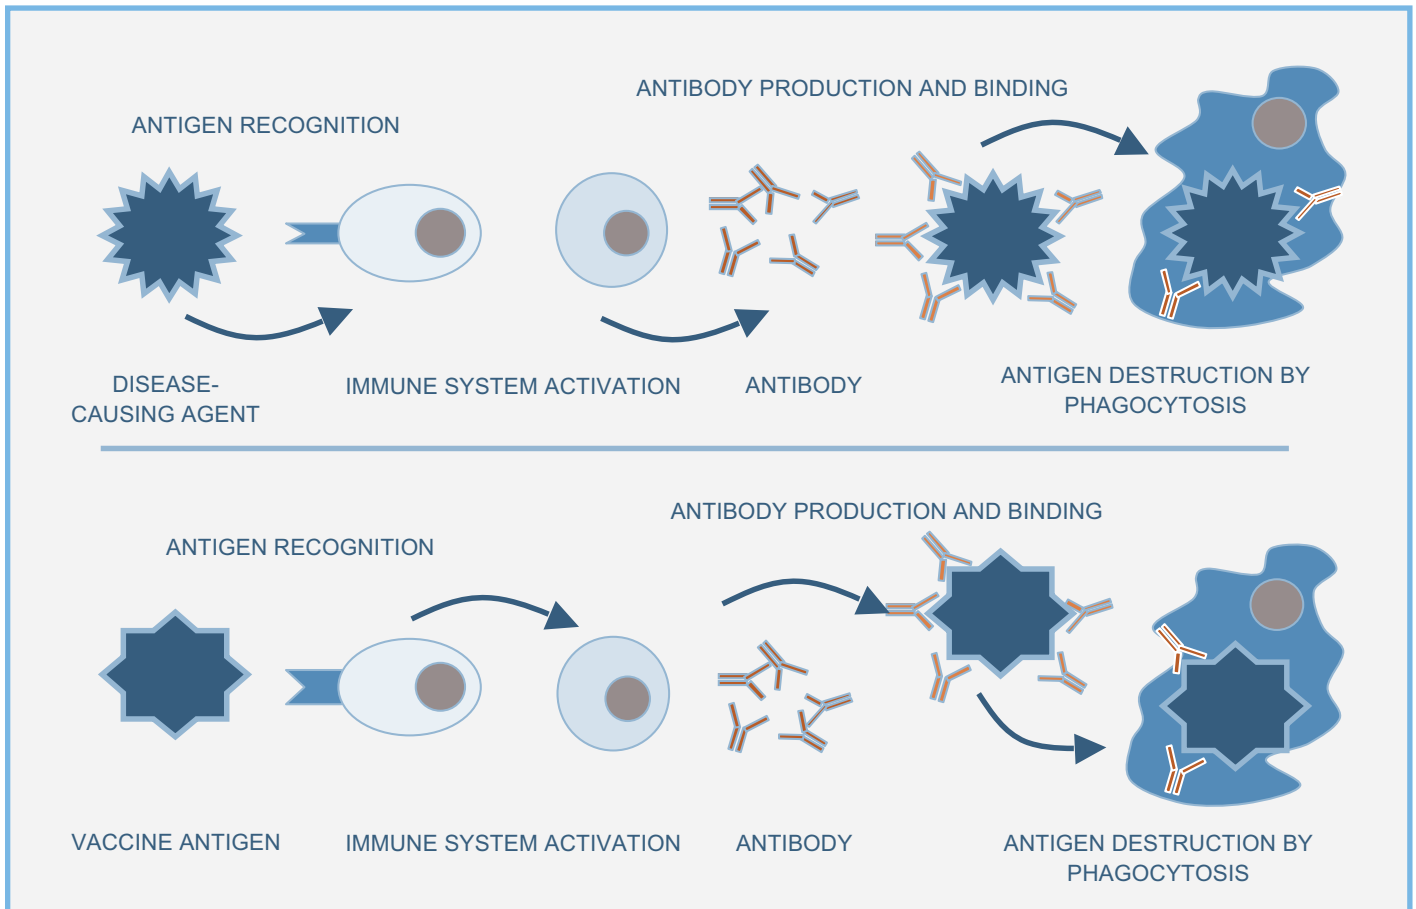 ANTIBODY PRODUCTION AND BINDING
ANTIGEN RECOGNITION
DISEASE-
CAUSING AGENT
IMMUNE SYSTEM ACTIVATION
ANTIBODY
ANTIGEN DESTRUCTION BY
PHAGOCYTOSIS
ANTIBODY PRODUCTION AND BINDING
ANTIGEN RECOGNITION
VACCINE ANTIGEN
IMMUNE SYSTEM ACTIVATION
ANTIBODY
ANTIGEN DESTRUCTION BY
PHAGOCYTOSIS